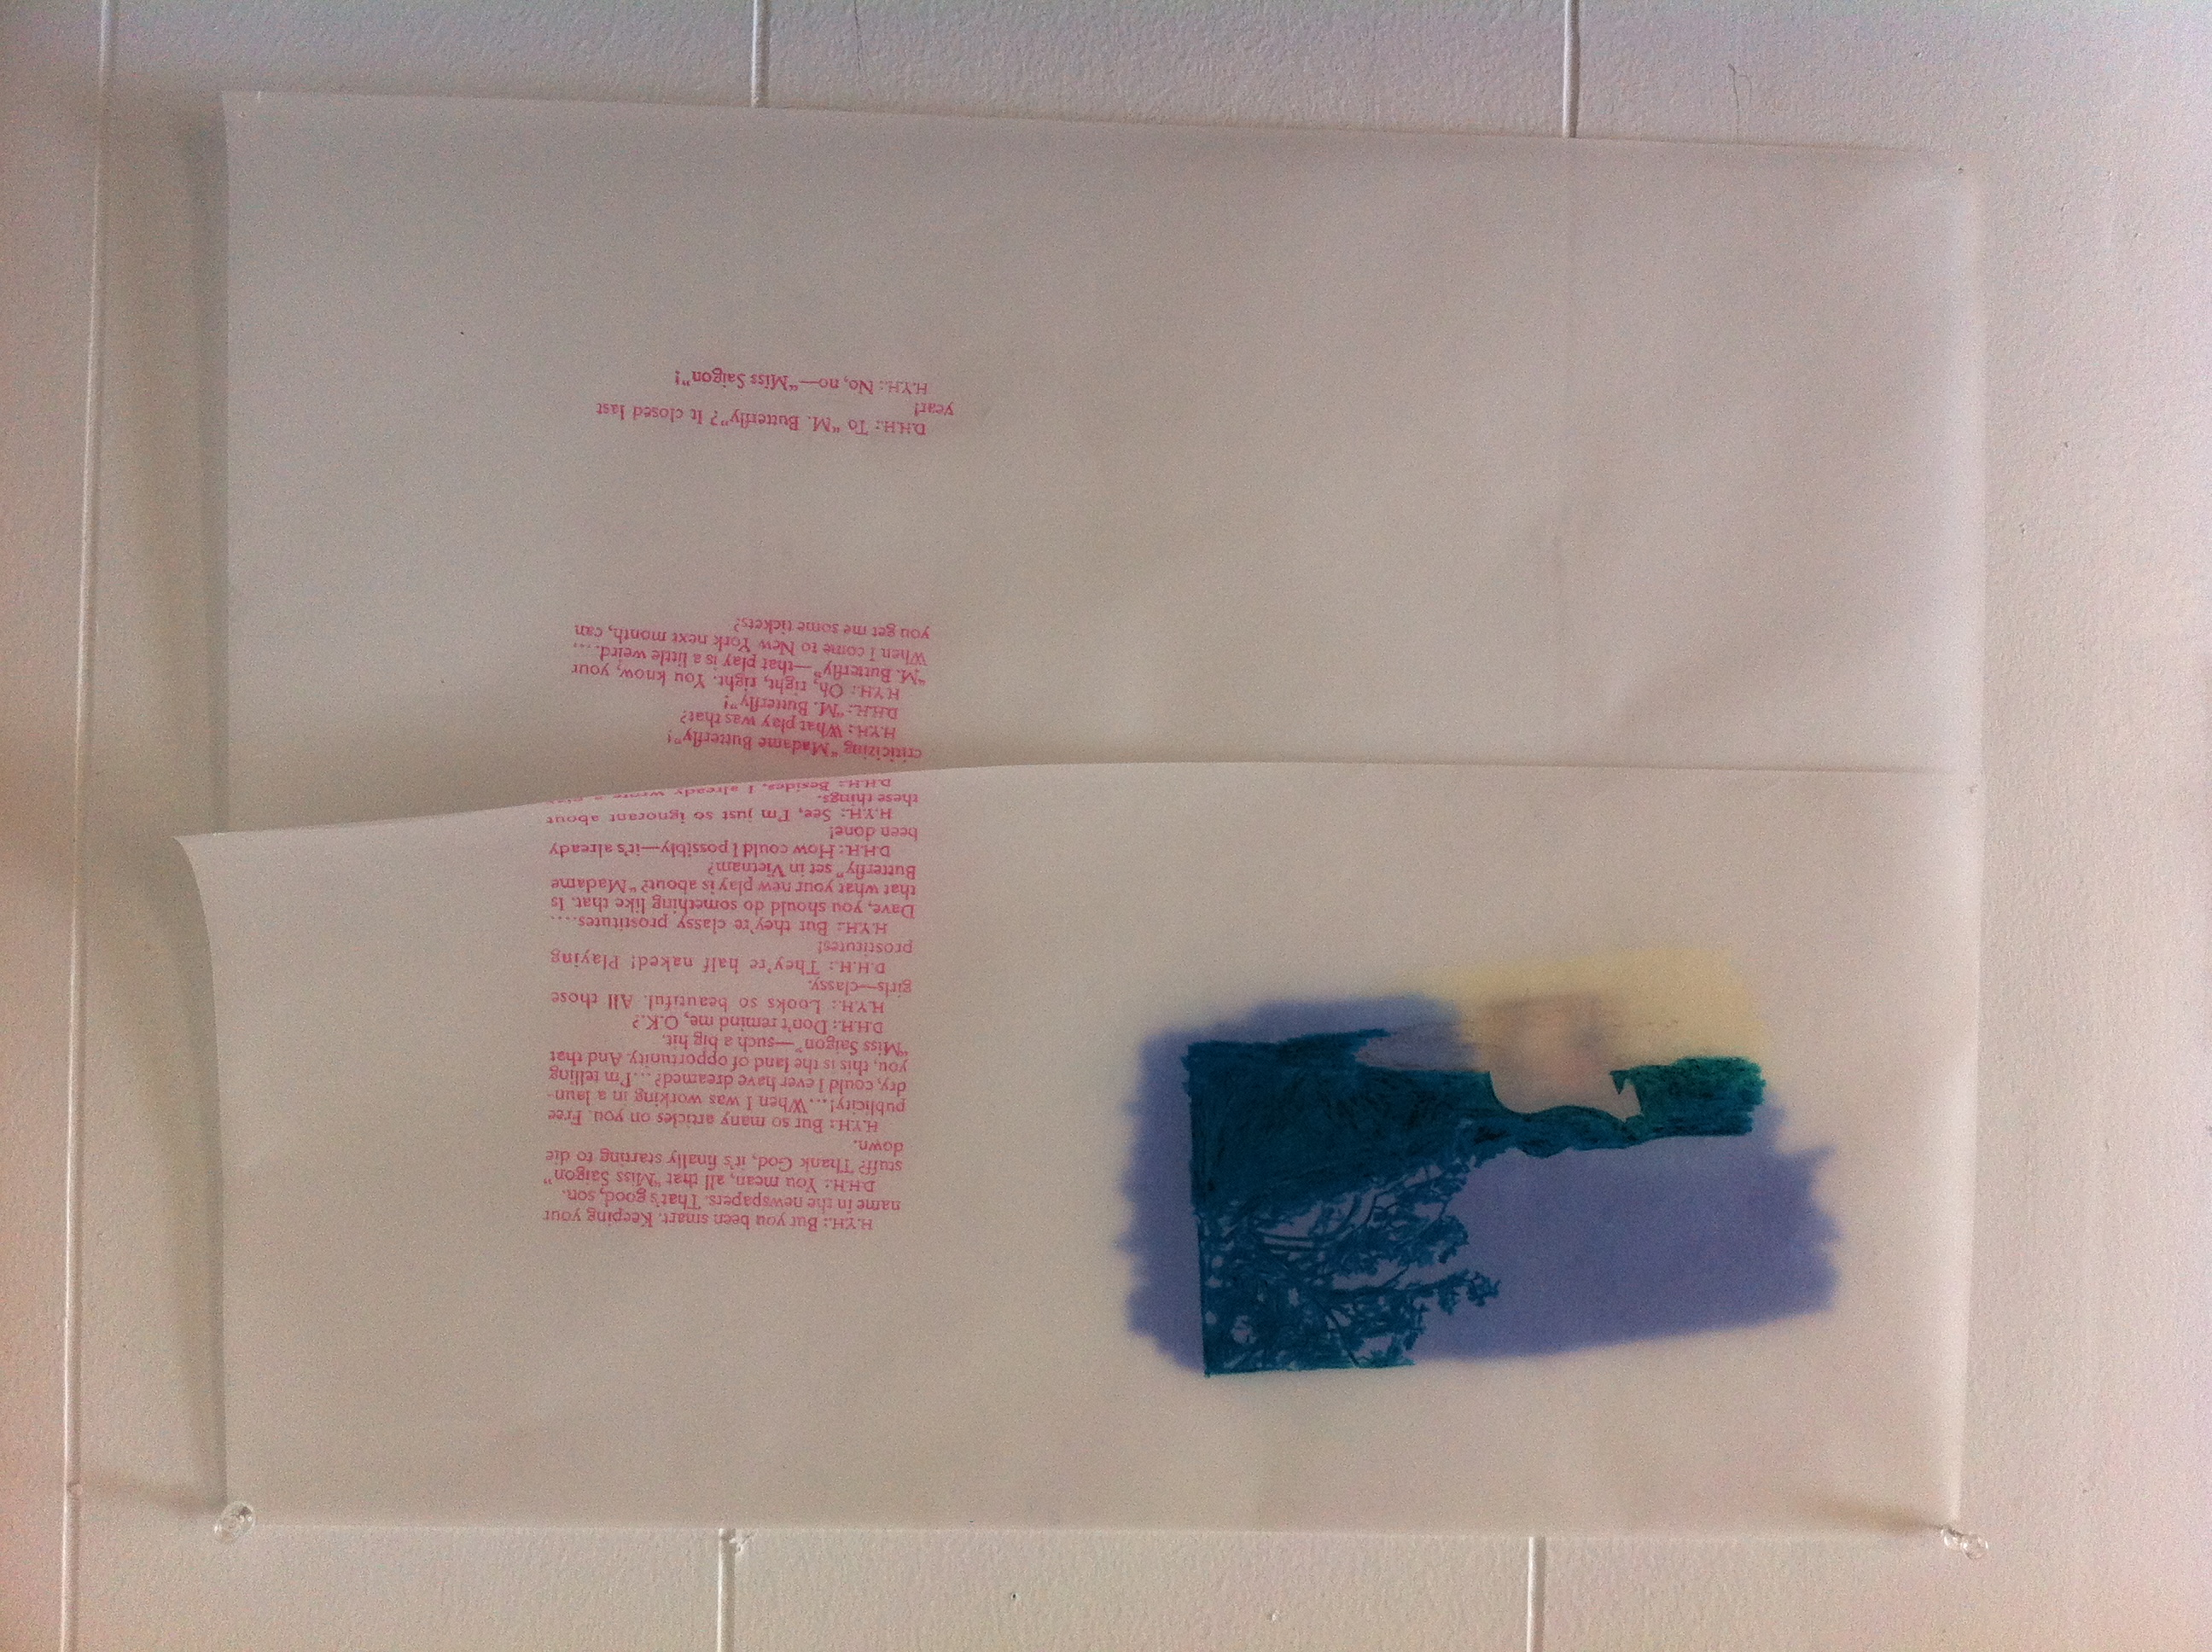 H.Y.H.: But you been smart. Keeping your
name in the newspapers. That's good, son.
D.H.H.: You mean, all that "Miss Saigon"
stuff? Thank God, it's finally starting to die
down.
H.Y.H.: But so many articles on you. Free
publicity!...When I was working in a laun-
dry, could I ever have dreamed?...I'm telling
you, this is the land of opportunity. And that
"Miss Saigon"—such a big hit.
D.H.H.: Don't remind me, O.K.?
H.Y.H.: Looks so beautiful. All those
girls—classy.
D.H.H.: They're half naked! Playing
prostitutes!
H.Y.H.: But they're classy prostitutes....
Dave, you should do something like that. Is
that what your new play is about? "Madame
Butterfly" set in Vietnam?
D.H.H.: How could I possibly—it's already
been done!
H.Y.H.: See, I'm just so ignorant about
these things.
D.H.H.: Besides, I already wrote a play
criticizing "Madame Butterfly"!
H.Y.H.: What play was that?
D.H.H.: "M. Butterfly"!
H.Y.H.: Oh, right, right. You know, your
"M. Butterfly"—that play is a little weird....
When I come to New York next month, can
you get me some tickets?
D.H.H.: To "M. Butterfly"? It closed last
year!
H.Y.H.: No, no—"Miss Saigon"!